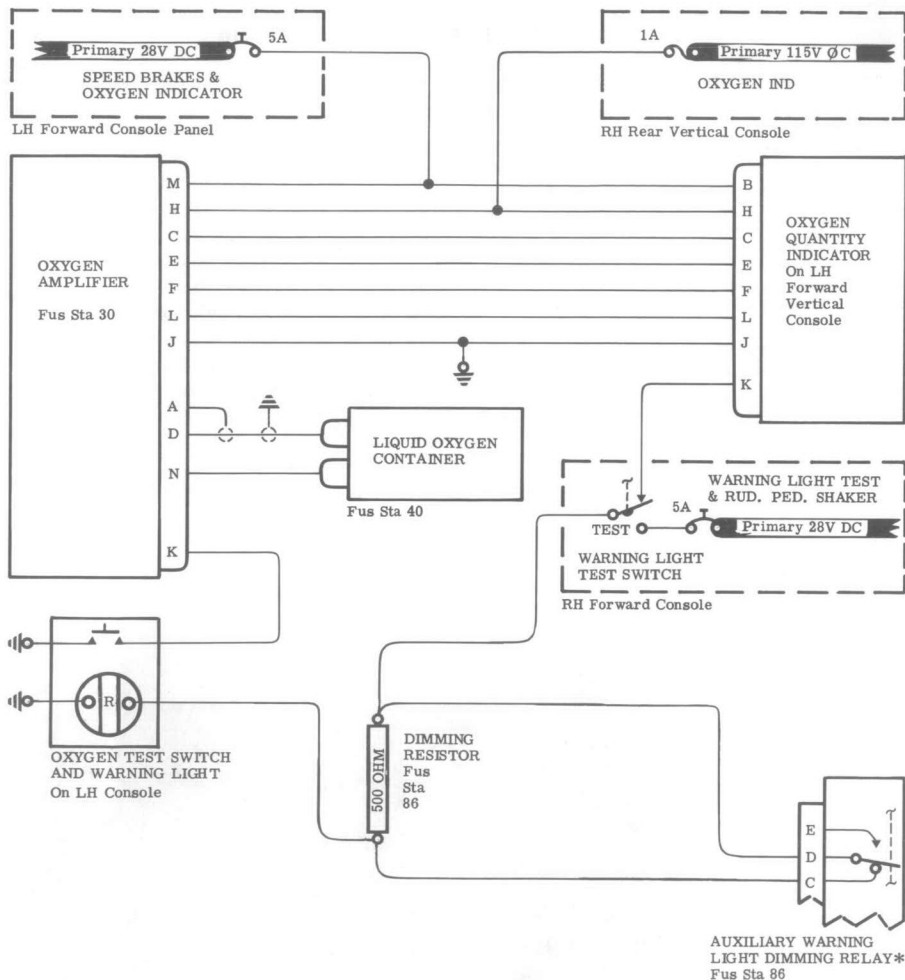 Primary 28V DC
5A
SPEED BRAKES &
OXYGEN INDICATOR
LH Forward Console Panel
1A
Primary 115V ØC
OXYGEN IND
RH Rear Vertical Console
OXYGEN
AMPLIFIER
Fus Sta 30
M
H
C
E
F
L
J
A
D
N
K
B
H
C
E
F
L
J
K
OXYGEN
QUANTITY
INDICATOR
On LH
Forward
Vertical
Console
LIQUID OXYGEN
CONTAINER
Fus Sta 40
WARNING LIGHT TEST
& RUD. PED. SHAKER
5A
Primary 28V DC
TEST
WARNING LIGHT
TEST SWITCH
RH Forward Console
R
OXYGEN TEST SWITCH
AND WARNING LIGHT
On LH Console
500 OHM
DIMMING
RESISTOR
Fus
Sta
86
E
D
C
AUXILIARY WARNING
LIGHT DIMMING RELAY*
Fus Sta 86